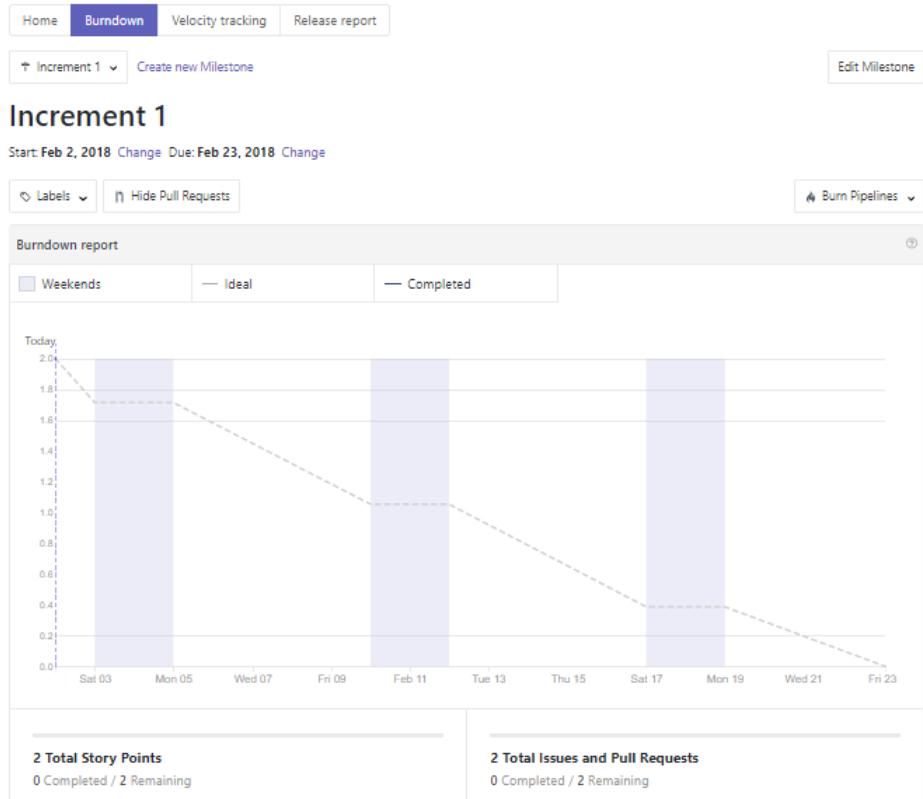 Home Burndown Velocity tracking Release report
Increment 1 Create new Milestone Edit Milestone
Increment 1
Start: Feb 2, 2018 Change Due: Feb 23, 2018 Change
Labels Hide Pull Requests Burn Pipelines
Burndown report
Weekends Ideal Completed
Today
2.0
1.8
1.6
1.4
1.2
1.0
0.8
0.6
0.4
0.2
0.0
Sat 03 Mon 05 Wed 07 Fri 09 Feb 11 Tue 13 Thu 15 Sat 17 Mon 19 Wed 21 Fri 23
2 Total Story Points 2 Total Issues and Pull Requests
0 Completed / 2 Remaining 0 Completed / 2 Remaining